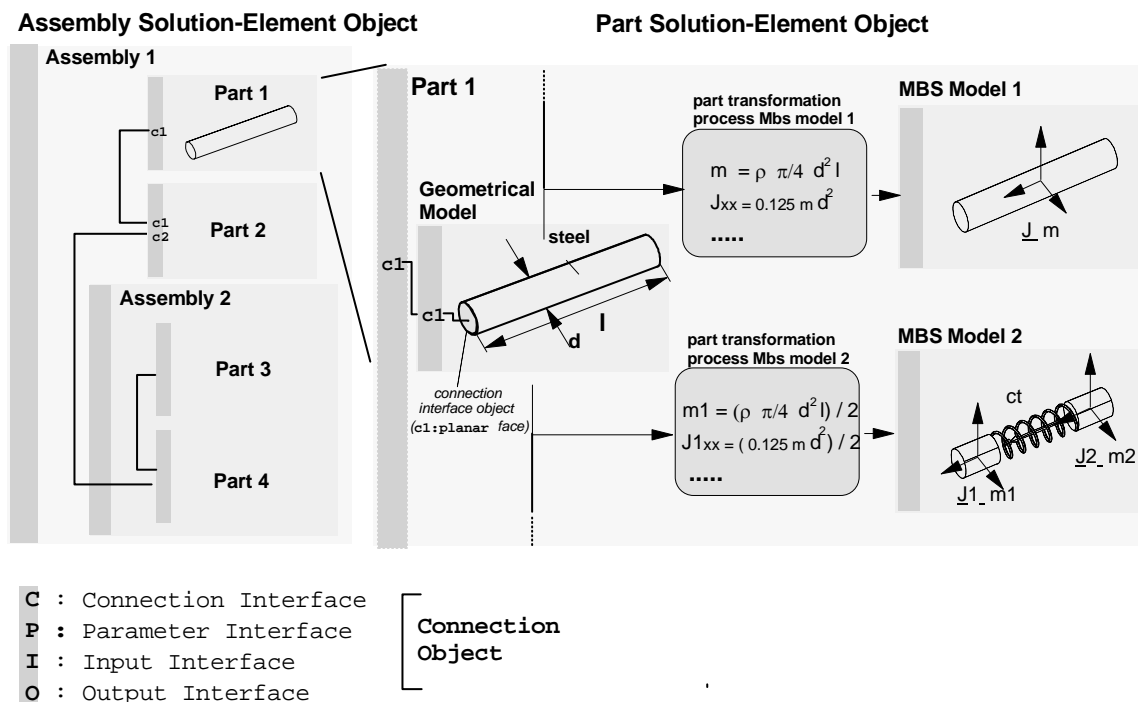 Assembly Solution-Element Object
Part Solution-Element Object
Assembly 1
Part 1
c1
c1
c2
Part 2
Assembly 2
Part 3
Part 4
Part 1
Geometrical
Model
steel
c1
c1
l
d
connection
interface object
(c1:planar face)
part transformation
process Mbs model 1
m = ρ π/4 d² l
Jxx = 0.125 m d²
.....
MBS Model 1
J m
part transformation
process Mbs model 2
m1 = (ρ π/4 d² l) / 2
J1xx = ( 0.125 m d²) / 2
.....
MBS Model 2
ct
J2 m2
J1 m1
C : Connection Interface
P : Parameter Interface
I : Input Interface
O : Output Interface
Connection
Object